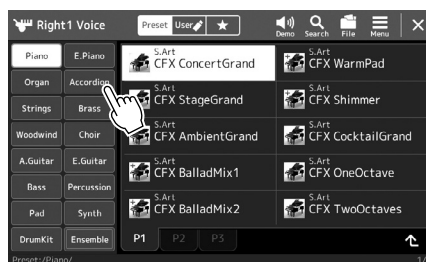 Right1 Voice Preset User ★ Demo Search File Menu ×
Piano E.Piano
Organ Accordion
Strings Brass
Woodwind Choir
A.Guitar E.Guitar
Bass Percussion
Pad Synth
DrumKit Ensemble
S.Art
CFX ConcertGrand
S.Art
CFX WarmPad
S.Art
CFX StageGrand
S.Art
CFX Shimmer
S.Art
CFX AmbientGrand
S.Art
CFX CocktailGrand
S.Art
CFX BalladMix1
S.Art
CFX OneOctave
S.Art
CFX BalladMix2
S.Art
CFX TwoOctaves
P1 P2 P3
Preset:/Piano/